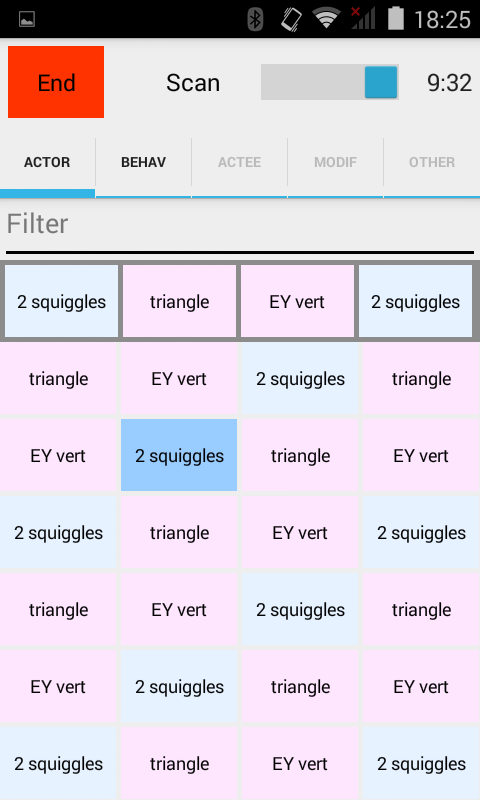 18:25
End Scan 9:32
ACTOR BEHAV ACTEE MODIF OTHER
Filter
2 squiggles triangle EY vert 2 squiggles
triangle EY vert 2 squiggles triangle
EY vert 2 squiggles triangle EY vert
2 squiggles triangle EY vert 2 squiggles
triangle EY vert 2 squiggles triangle
EY vert 2 squiggles triangle EY vert
2 squiggles triangle EY vert 2 squiggles